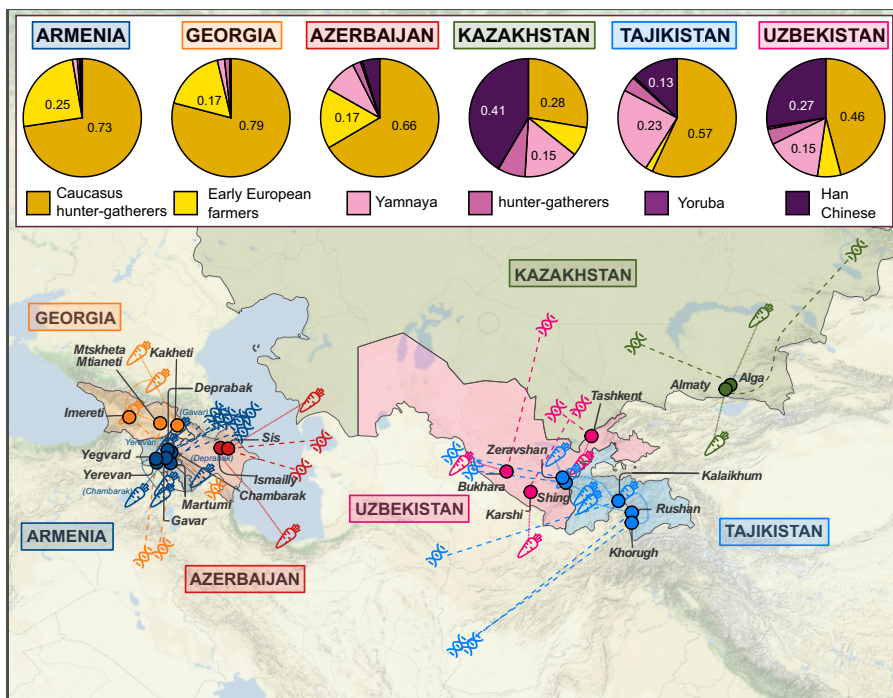 ARMENIA GEORGIA AZERBAIJAN KAZAKHSTAN TAJIKISTAN UZBEKISTAN
0.25 0.73
0.17 0.79
0.17 0.66
0.41 0.28 0.15
0.13 0.23 0.57
0.27 0.46 0.15
Caucasus
hunter-gatherers
Early European
farmers
Yamnaya
hunter-gatherers
Yoruba
Han
Chinese
KAZAKHSTAN
GEORGIA
Mtskheta
Mtianeti
Kakheti
Deprabak
Imereti
(Gavar)
Yerevan
(Deprabak)
Sis
Yegvard
Yerevan
(Chambarak)
Ismailly
Chambarak
Martumi
Gavar
ARMENIA
AZERBAIJAN
Almaty
Alga
Tashkent
Zeravshan
Bukhara
Shing
Karshi
UZBEKISTAN
Kalaikhum
Rushan
Khorugh
TAJIKISTAN